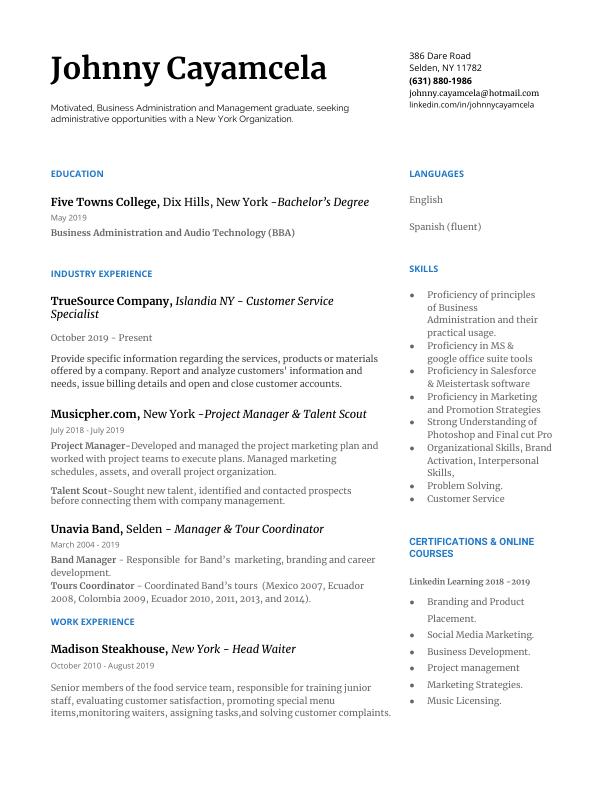 Johnny Cayamcela
Motivated, Business Administration and Management graduate, seeking
administrative opportunities with a New York Organization.
386 Dare Road
Selden, NY 11782
(631) 880-1986
johnny.cayamcela@hotmail.com
linkedin.com/in/johnnycayamcela
EDUCATION
Five Towns College, Dix Hills, New York -Bachelor's Degree
May 2019
Business Administration and Audio Technology (BBA)
INDUSTRY EXPERIENCE
TrueSource Company, Islandia NY - Customer Service
Specialist
October 2019 - Present
Provide specific information regarding the services, products or materials
offered by a company. Report and analyze customers' information and
needs, issue billing details and open and close customer accounts.
Musicpher.com, New York -Project Manager & Talent Scout
July 2018 - July 2019
Project Manager-Developed and managed the project marketing plan and
worked with project teams to execute plans. Managed marketing
schedules, assets, and overall project organization.
Talent Scout-Sought new talent, identified and contacted prospects
before connecting them with company management.
Unavia Band, Selden - Manager & Tour Coordinator
March 2004 - 2019
Band Manager - Responsible for Band's marketing, branding and career
development.
Tours Coordinator - Coordinated Band's tours (Mexico 2007, Ecuador
2008, Colombia 2009, Ecuador 2010, 2011, 2013, and 2014).
WORK EXPERIENCE
Madison Steakhouse, New York - Head Waiter
October 2010 - August 2019
Senior members of the food service team, responsible for training junior
staff, evaluating customer satisfaction, promoting special menu
items,monitoring waiters, assigning tasks,and solving customer complaints.
LANGUAGES
English
Spanish (fluent)
SKILLS
● Proficiency of principles
of Business
Administration and their
practical usage.
● Proficiency in MS &
google office suite tools
● Proficiency in Salesforce
& Meistertask software
● Proficiency in Marketing
and Promotion Strategies
● Strong Understanding of
Photoshop and Final cut Pro
● Organizational Skills, Brand
Activation, Interpersonal
Skills,
● Problem Solving.
● Customer Service
CERTIFICATIONS & ONLINE
COURSES
Linkedin Learning 2018 -2019
● Branding and Product
Placement.
● Social Media Marketing.
● Business Development.
● Project management
● Marketing Strategies.
● Music Licensing.